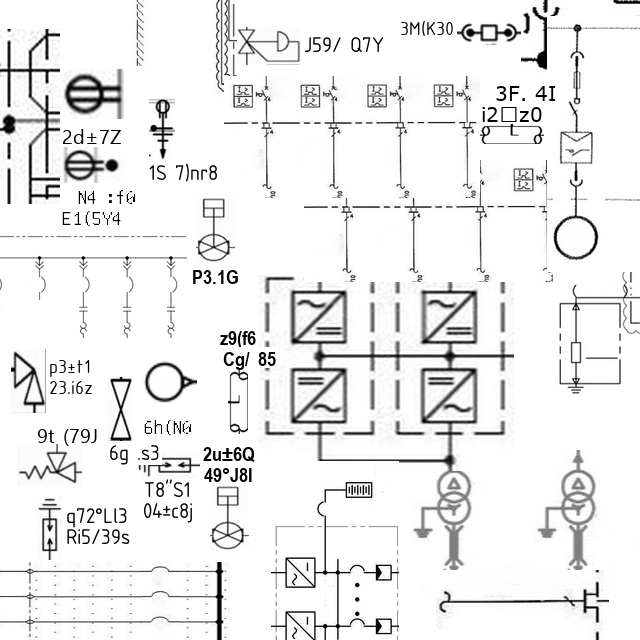 J59/ Q7Y
3M(K30
3F. 4I
i2□z0
L
2d±7Z
1S 7)nr8
N4 :fo
E1(5Y4
P3.1G
z9(f6
Cg/ 85
p3±t1
23.i6z
L
6h(N0
9t (79J
6g .s3
2u±6Q
49°J8I
T8"S1
04±c8j
q72°Ll3
Ri5/39s